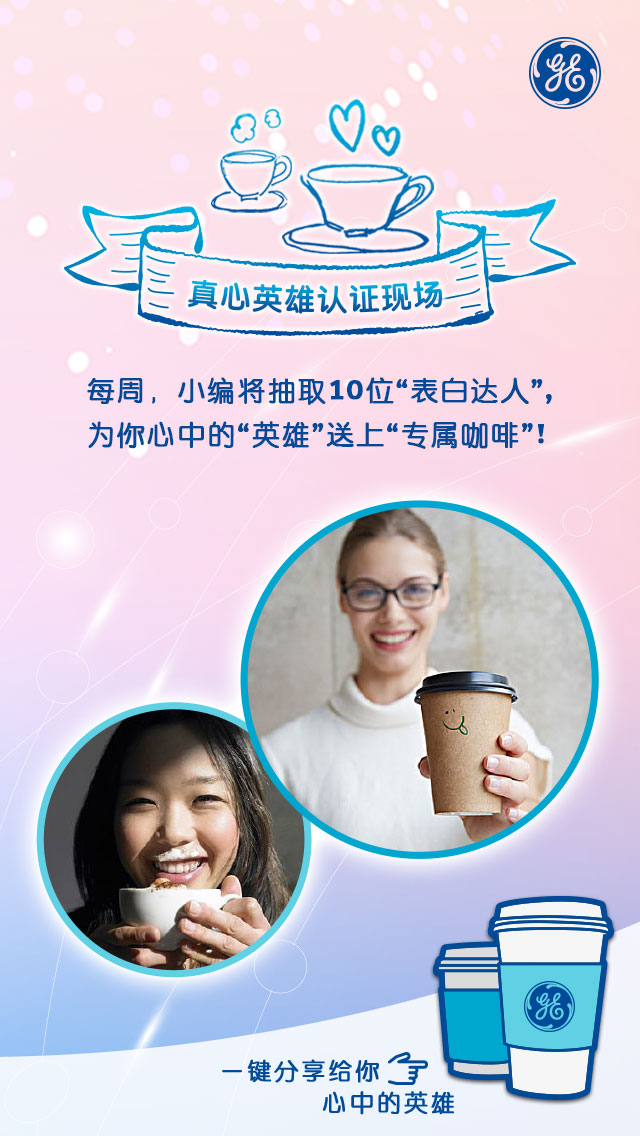 GE
真心英雄认证现场
每周，小编将抽取10位“表白达人”，
为你心中的“英雄”送上“专属咖啡”！
GE
一键分享给你
心中的英雄